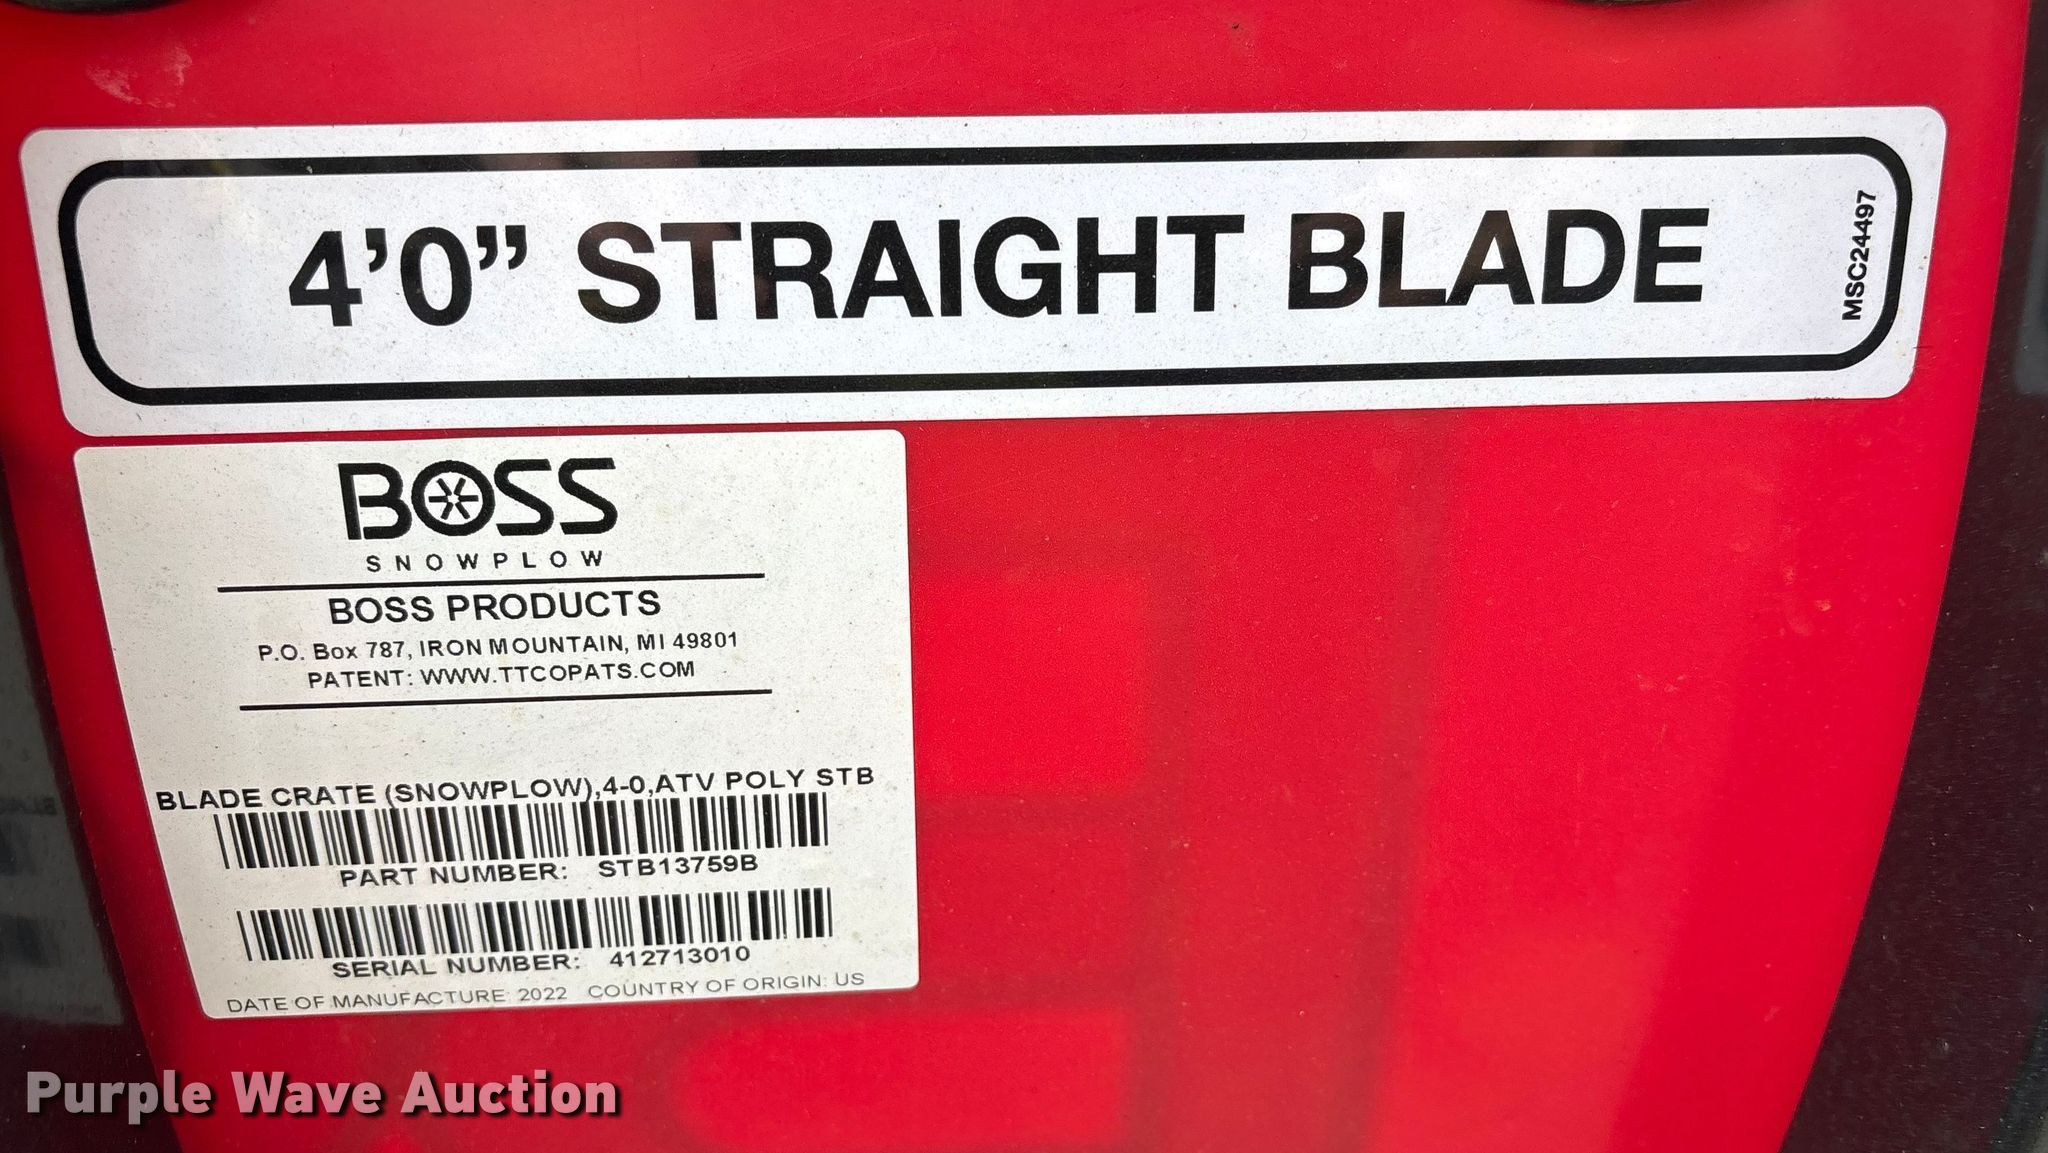 4'0” STRAIGHT BLADE
MSC24497
BOSS
SNOWPLOW
BOSS PRODUCTS
P.O. Box 787, IRON MOUNTAIN, MI 49801
PATENT: WWW.TTCOPATS.COM
BLADE CRATE (SNOWPLOW),4-0,ATV POLY STB
PART NUMBER: STB13759B
SERIAL NUMBER: 412713010
DATE OF MANUFACTURE: 2022 COUNTRY OF ORIGIN: US
Purple Wave Auction